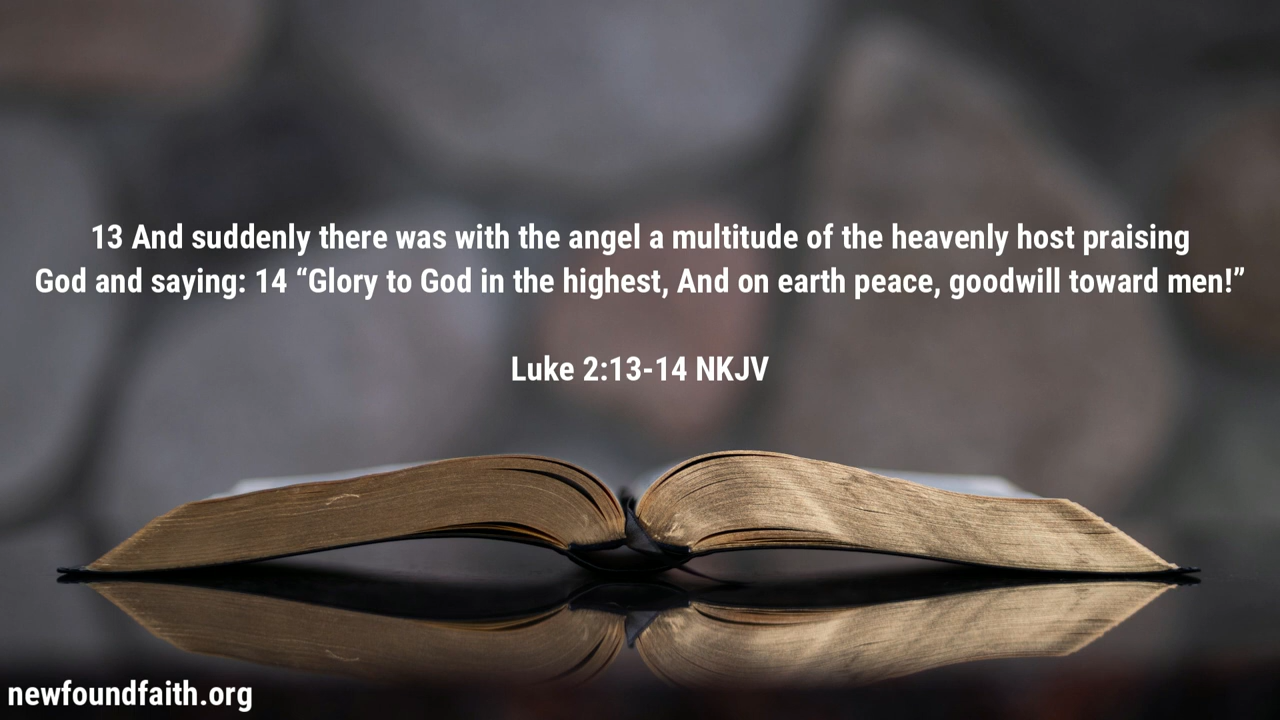 13 And suddenly there was with the angel a multitude of the heavenly host praising
God and saying: 14 “Glory to God in the highest, And on earth peace, goodwill toward men!”
Luke 2:13-14 NKJV
newfoundfaith.org